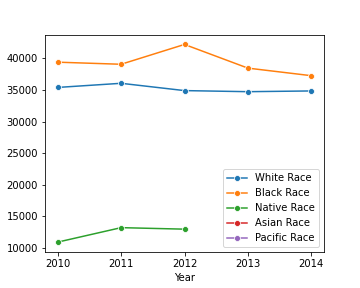 40000
35000
30000
25000
20000
15000
10000
White Race
Black Race
Native Race
Asian Race
Pacific Race
2010 2011 2012 2013 2014
Year